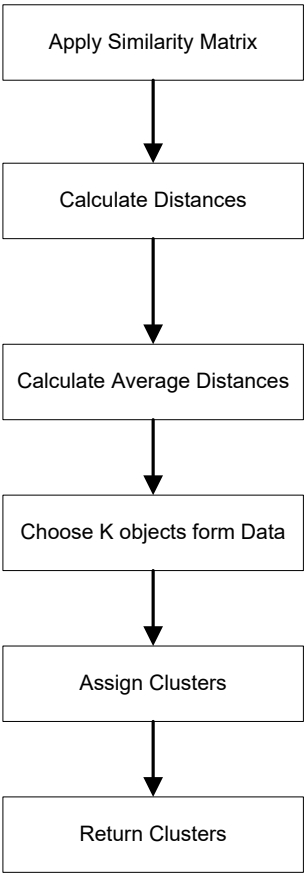 Apply Similarity Matrix
Calculate Distances
Calculate Average Distances
Choose K objects form Data
Assign Clusters
Return Clusters